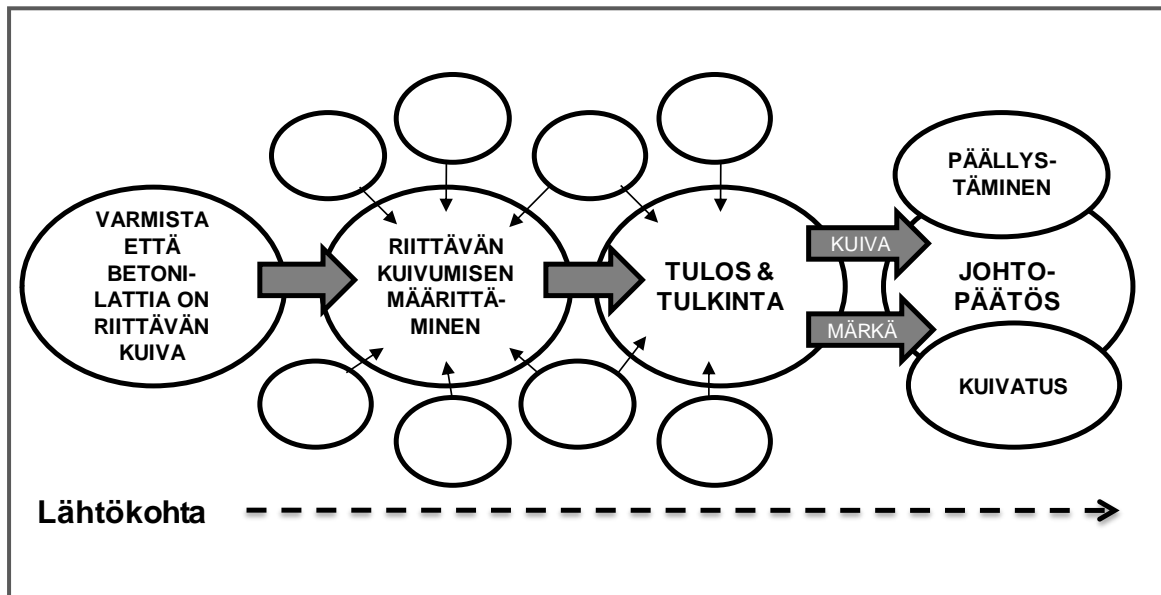 VARMISTA
ETTÄ
BETONI-
LATTIA ON
RIITTÄVÄN
KUIVA
RIITTÄVÄN
KUIVUMISEN
MÄÄRITTÄ-
MINEN
TULOS &
TULKINTA
KUIVA
MÄRKÄ
PÄÄLLYS-
TÄMINEN
JOHTO-
PÄÄTÖS
KUIVATUS
Lähtökohta